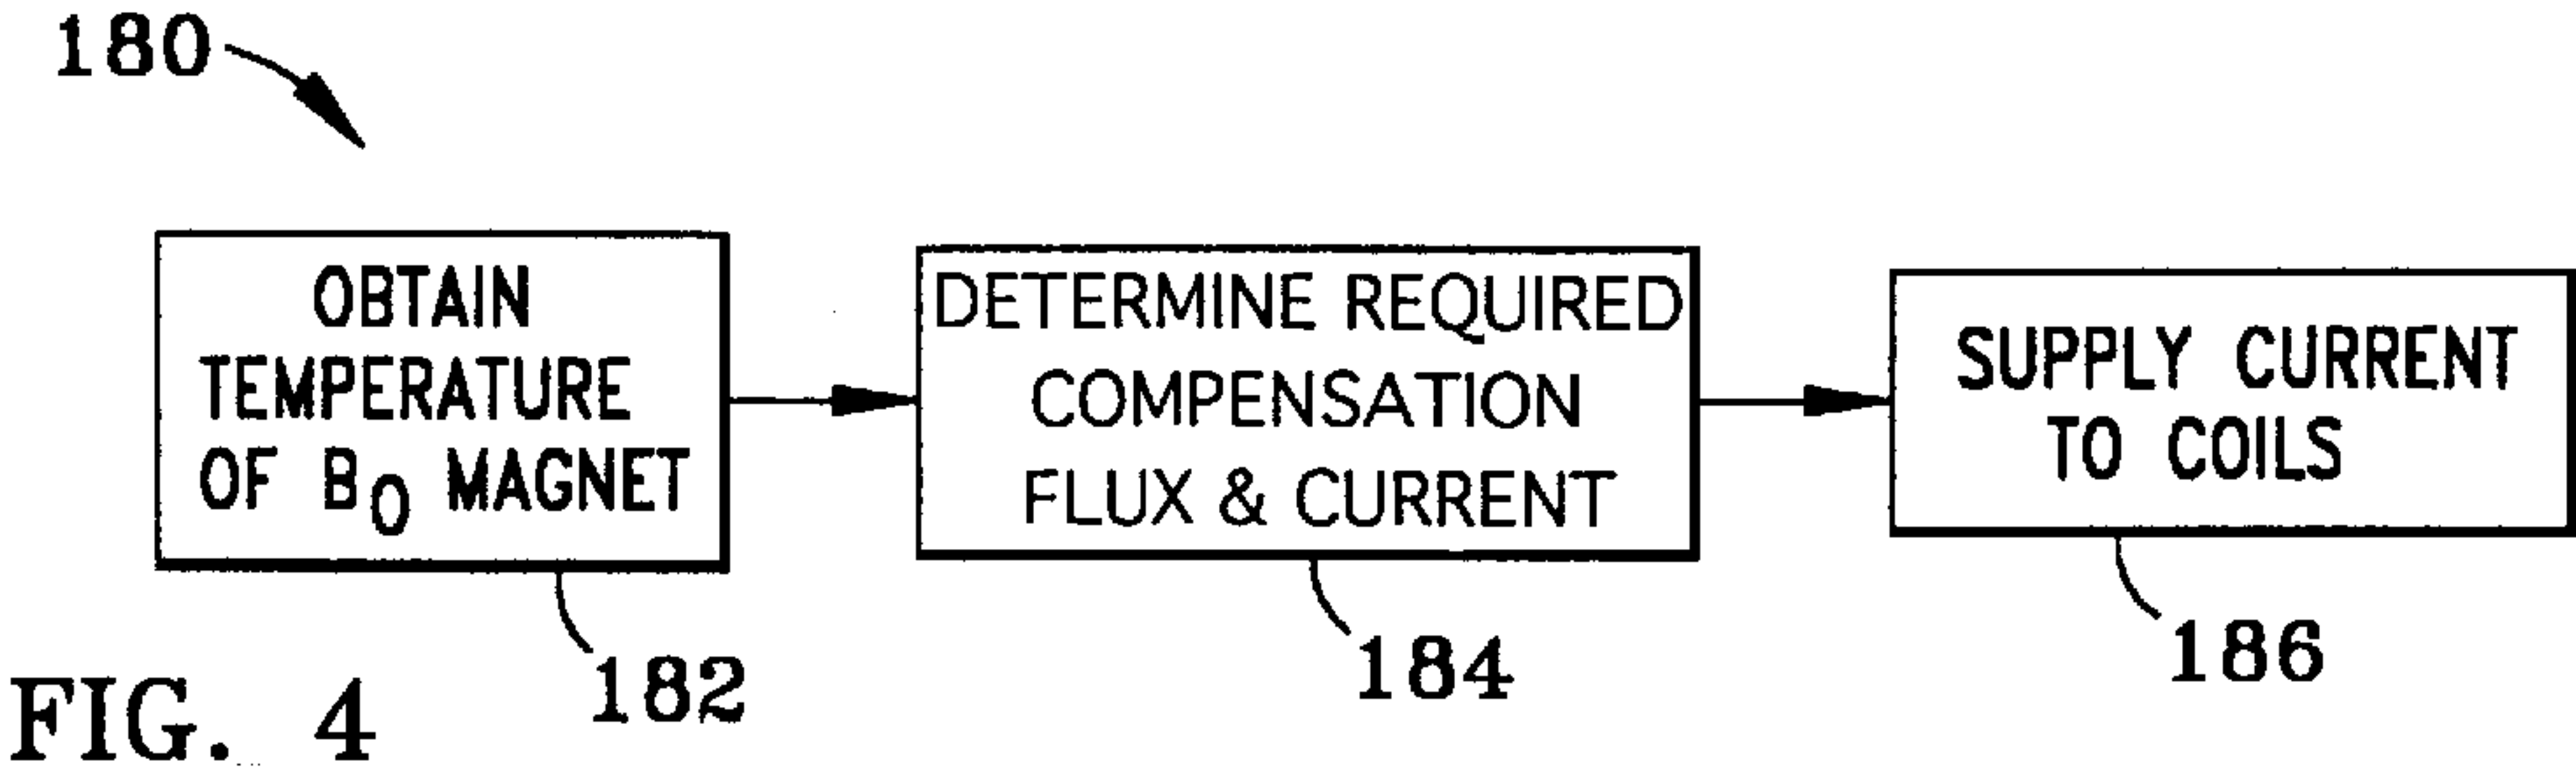 180
OBTAIN
TEMPERATURE
OF B0 MAGNET
DETERMINE REQUIRED
COMPENSATION
FLUX & CURRENT
SUPPLY CURRENT
TO COILS
182
184
186
FIG. 4